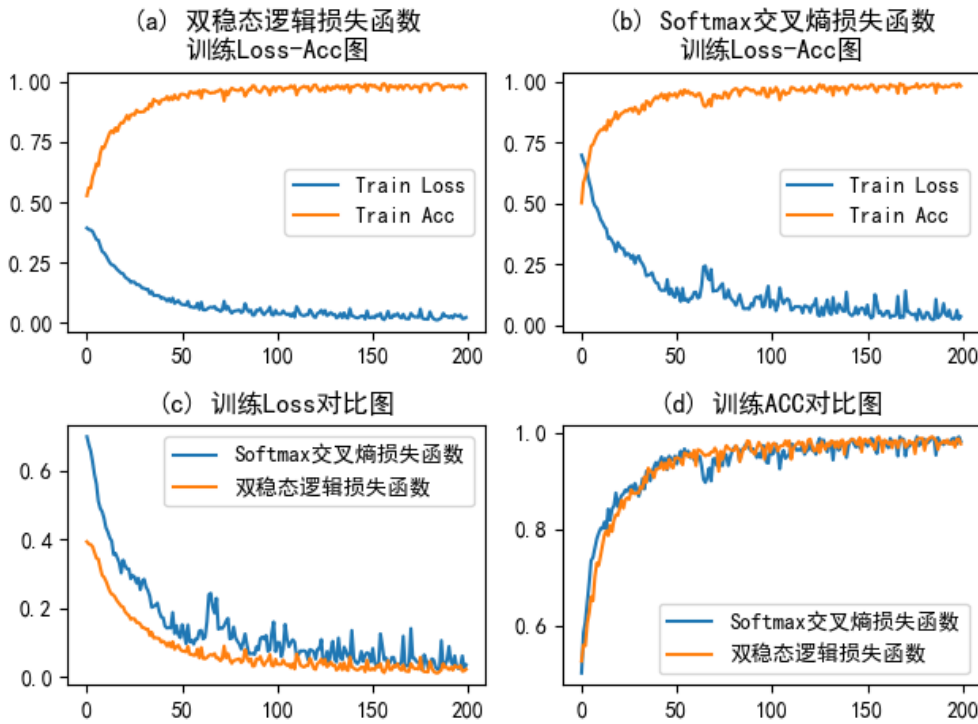 (a) 双稳态逻辑损失函数
训练Loss-Acc图
(b) Softmax交叉熵损失函数
训练Loss-Acc图
1.00
0.75
0.50
0.25
0.00
Train Loss
Train Acc
0
50
100
150
200
1.00
0.75
0.50
0.25
0.00
Train Loss
Train Acc
0
50
100
150
200
(c) 训练Loss对比图
(d) 训练ACC对比图
0.6
0.4
0.2
0.0
Softmax交叉熵损失函数
双稳态逻辑损失函数
0
50
100
150
200
1.0
0.8
0.6
Softmax交叉熵损失函数
双稳态逻辑损失函数
0
50
100
150
200